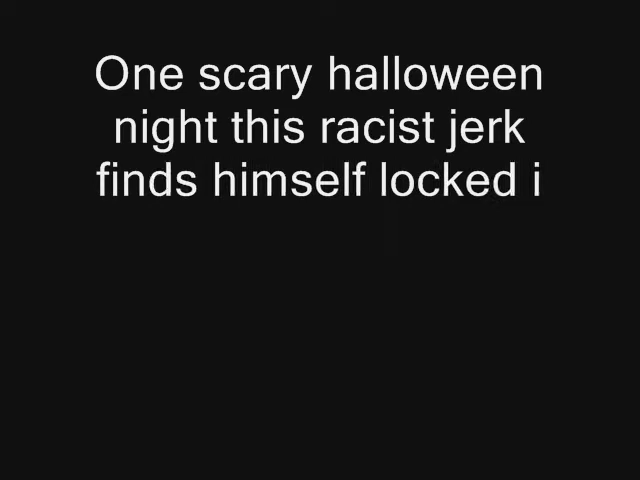 One scary halloween
night this racist jerk
finds himself locked i